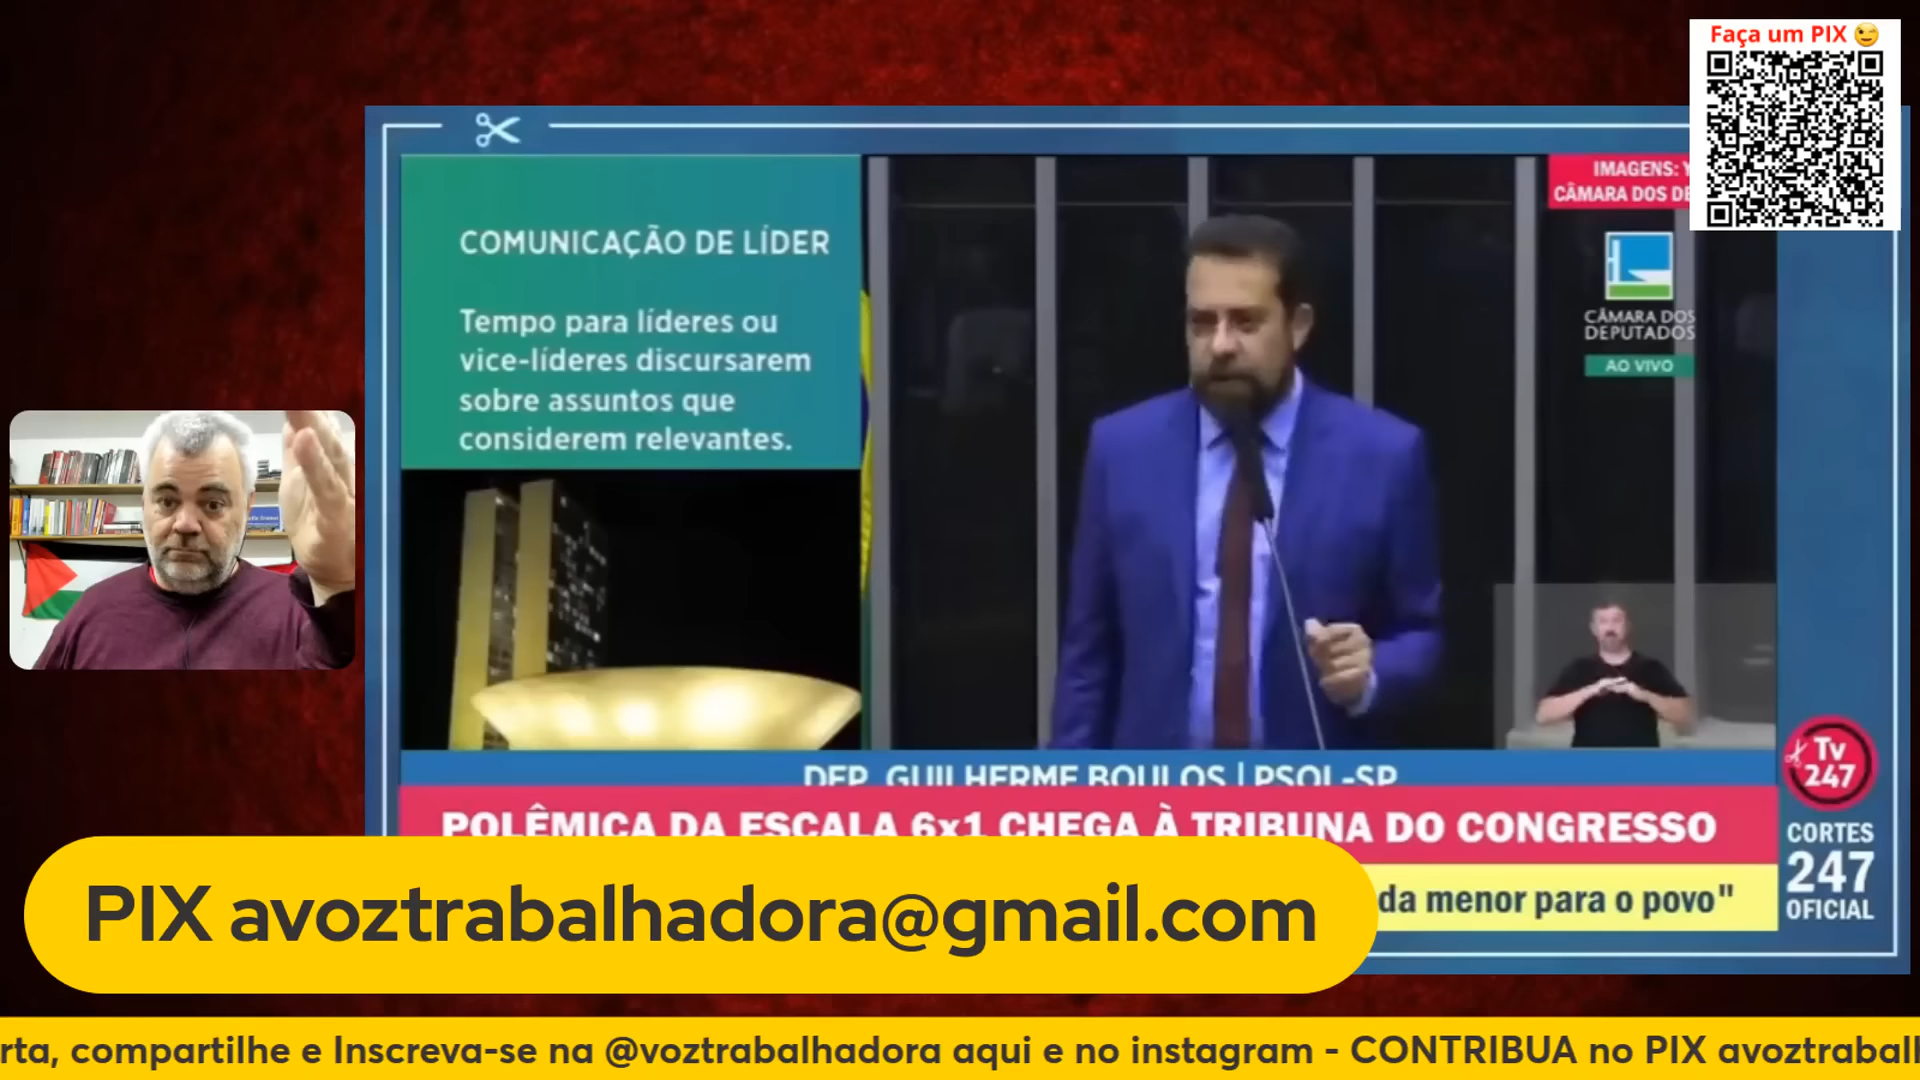 Faça um PIX 😉
IMAGENS: Y
CÂMARA DOS DE
COMUNICAÇÃO DE LÍDER
Tempo para líderes ou
vice-líderes discursarem
sobre assuntos que
considerem relevantes.
CÂMARA DOS
DEPUTADOS
AO VIVO
DEP. GUILHERME BOULOS | PSOL-SP
POLÊMICA DA ESCALA 6x1 CHEGA À TRIBUNA DO CONGRESSO
da menor para o povo"
Tv
247
CORTES
247
OFICIAL
PIX avoztrabalhadora@gmail.com
rta, compartilhe e Inscreva-se na @voztrabalhadora aqui e no instagram - CONTRIBUA no PIX avoztrabalh